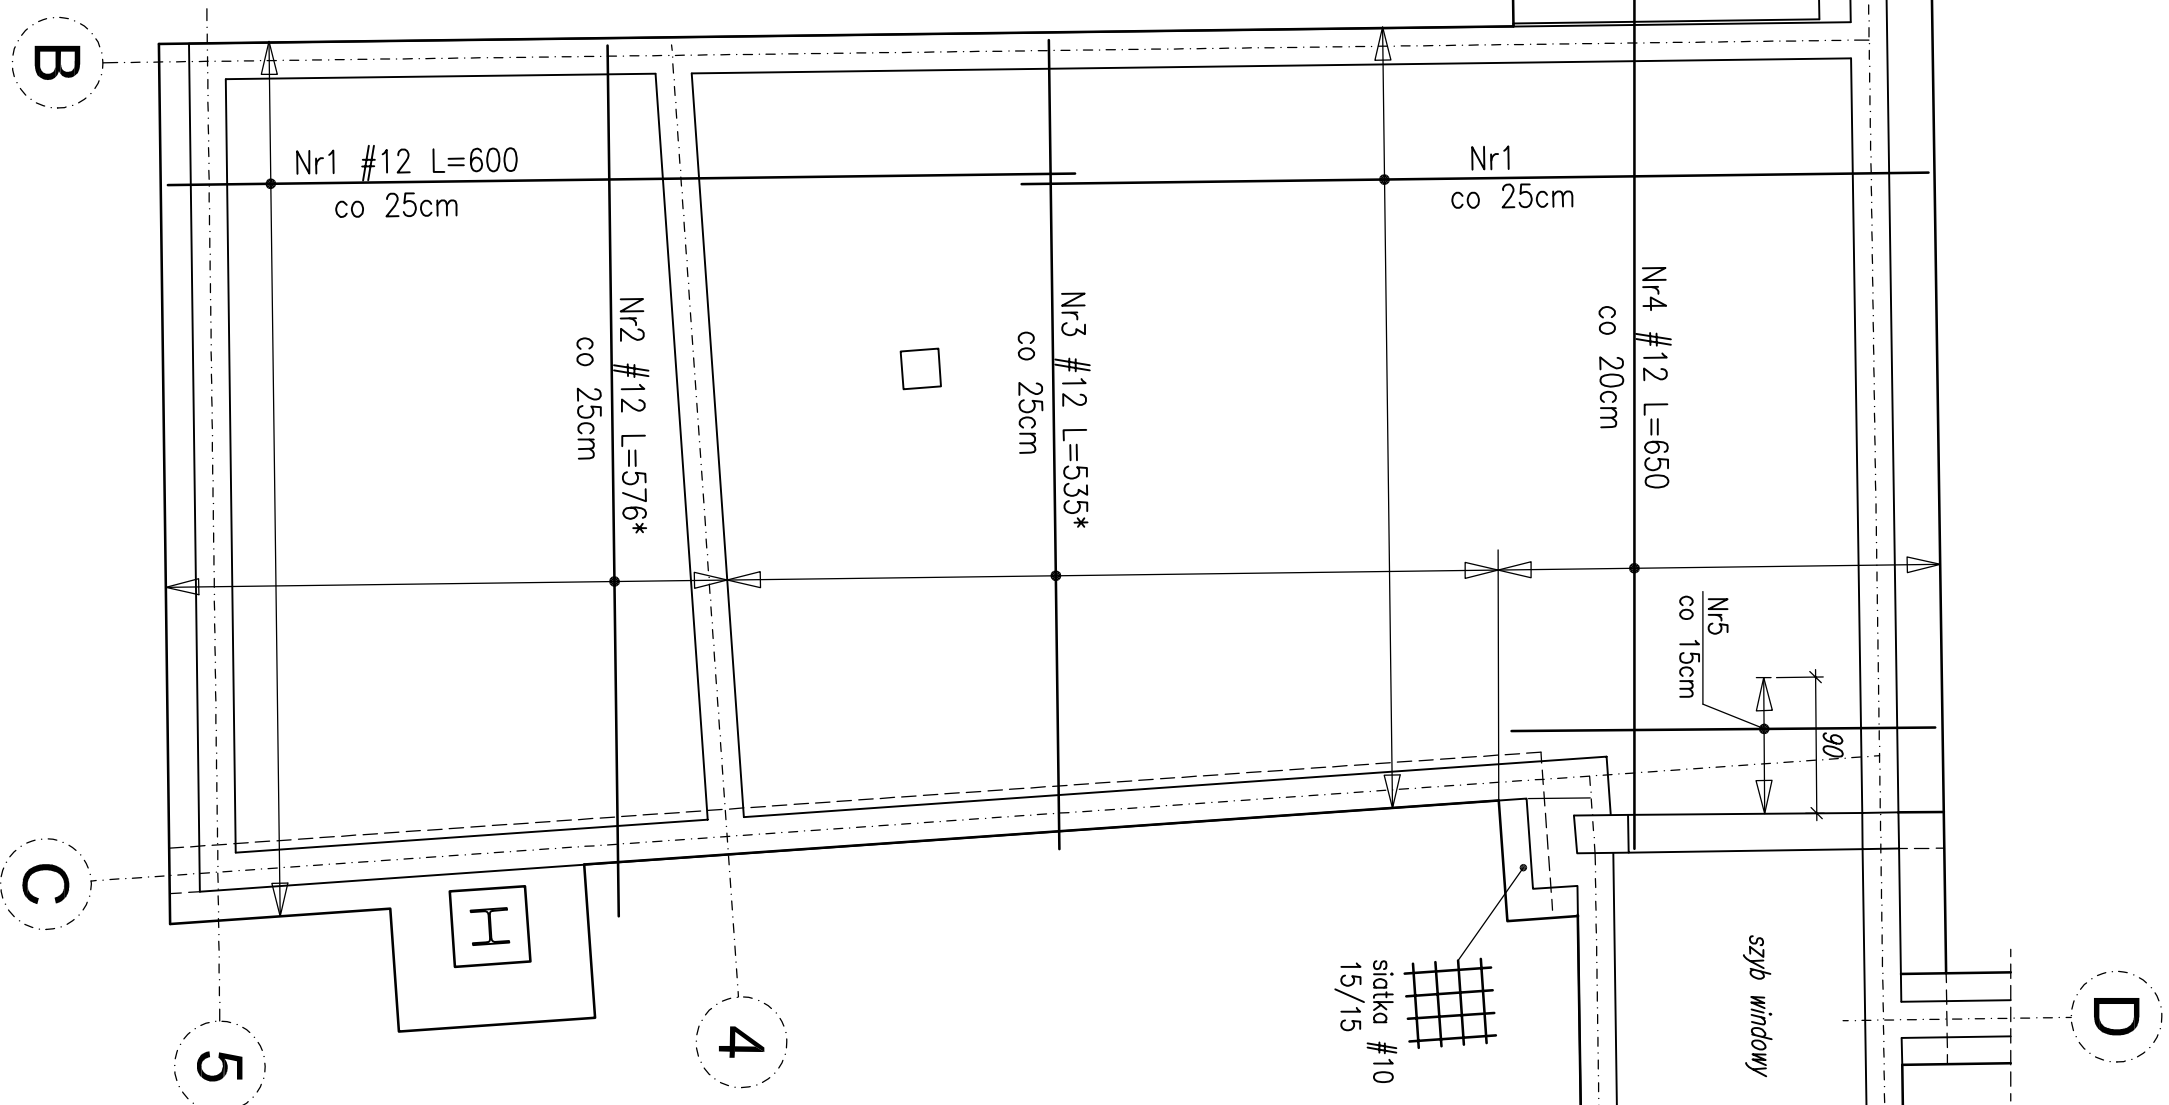 B
Nr1 #12 L=600
co 25cm
Nr1
co 25cm
Nr2 #12 L=576*
co 25cm
Nr3 #12 L=535*
co 25cm
Nr4 #12 L=650
co 20cm
Nr5
co 15cm
90
C
H
5
4
siatka #10
15/15
szyb windowy
D